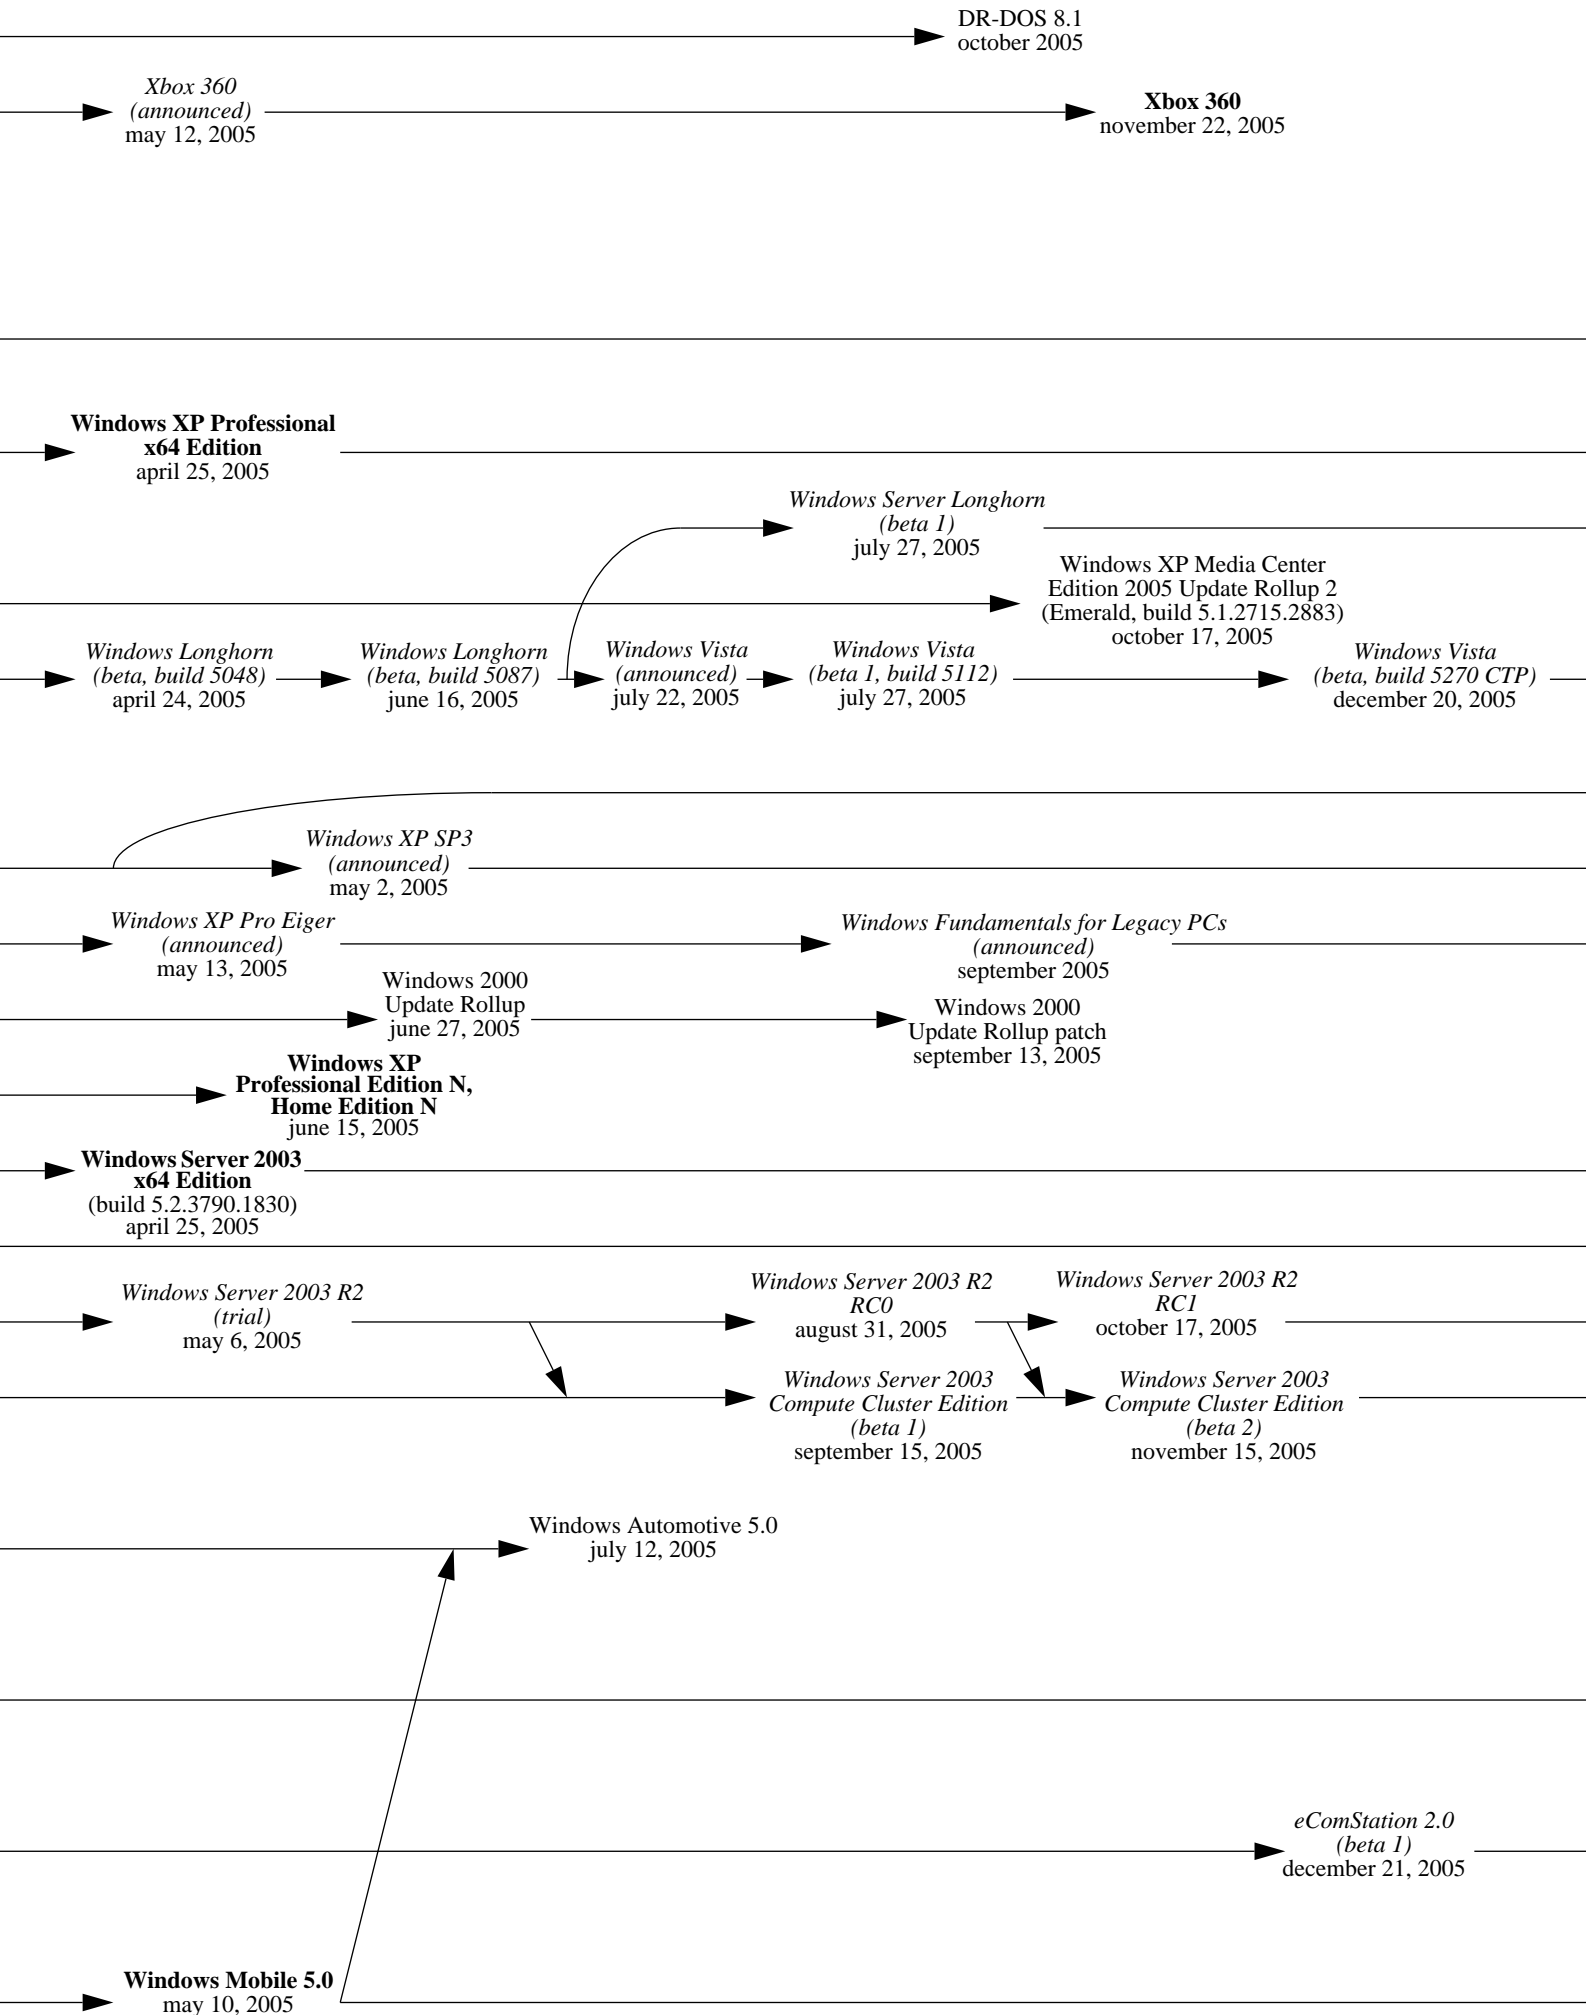 DR-DOS 8.1
october 2005
Xbox 360
(announced)
may 12, 2005
Xbox 360
november 22, 2005
Windows XP Professional
x64 Edition
april 25, 2005
Windows Server Longhorn
(beta 1)
july 27, 2005
Windows XP Media Center
Edition 2005 Update Rollup 2
(Emerald, build 5.1.2715.2883)
october 17, 2005
Windows Longhorn
(beta, build 5048)
april 24, 2005
Windows Longhorn
(beta, build 5087)
june 16, 2005
Windows Vista
(announced)
july 22, 2005
Windows Vista
(beta 1, build 5112)
july 27, 2005
Windows Vista
(beta, build 5270 CTP)
december 20, 2005
Windows XP SP3
(announced)
may 2, 2005
Windows XP Pro Eiger
(announced)
may 13, 2005
Windows Fundamentals for Legacy PCs
(announced)
september 2005
Windows 2000
Update Rollup
june 27, 2005
Windows 2000
Update Rollup patch
september 13, 2005
Windows XP
Professional Edition N,
Home Edition N
june 15, 2005
Windows Server 2003
x64 Edition
(build 5.2.3790.1830)
april 25, 2005
Windows Server 2003 R2
(trial)
may 6, 2005
Windows Server 2003 R2
RC0
august 31, 2005
Windows Server 2003 R2
RC1
october 17, 2005
Windows Server 2003
Compute Cluster Edition
(beta 1)
september 15, 2005
Windows Server 2003
Compute Cluster Edition
(beta 2)
november 15, 2005
Windows Automotive 5.0
july 12, 2005
eComStation 2.0
(beta 1)
december 21, 2005
Windows Mobile 5.0
may 10, 2005